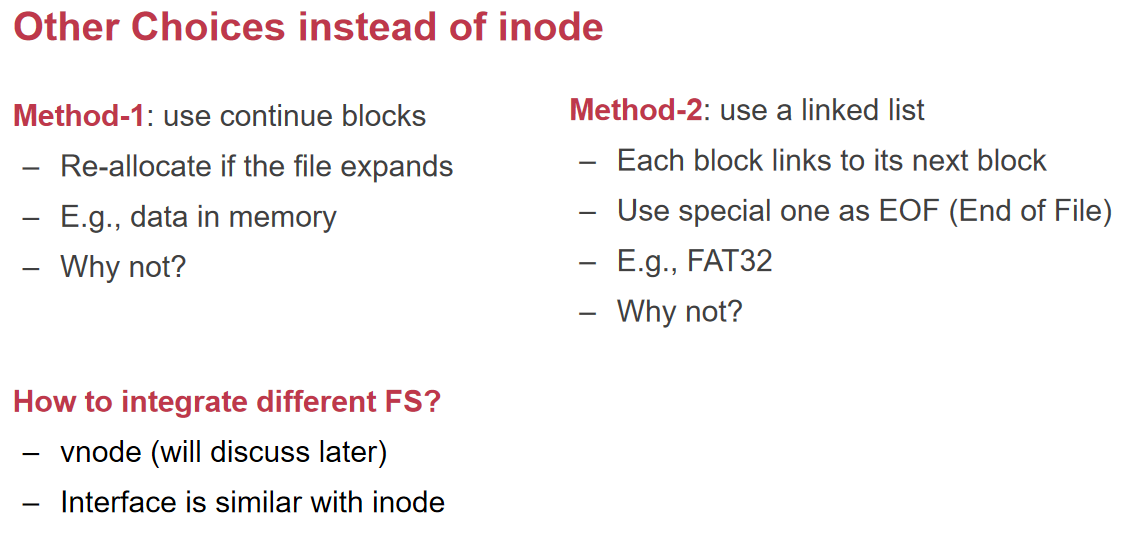 Other Choices instead of inode
Method-1: use continue blocks
– Re-allocate if the file expands
– E.g., data in memory
– Why not?
Method-2: use a linked list
– Each block links to its next block
– Use special one as EOF (End of File)
– E.g., FAT32
– Why not?
How to integrate different FS?
– vnode (will discuss later)
– Interface is similar with inode